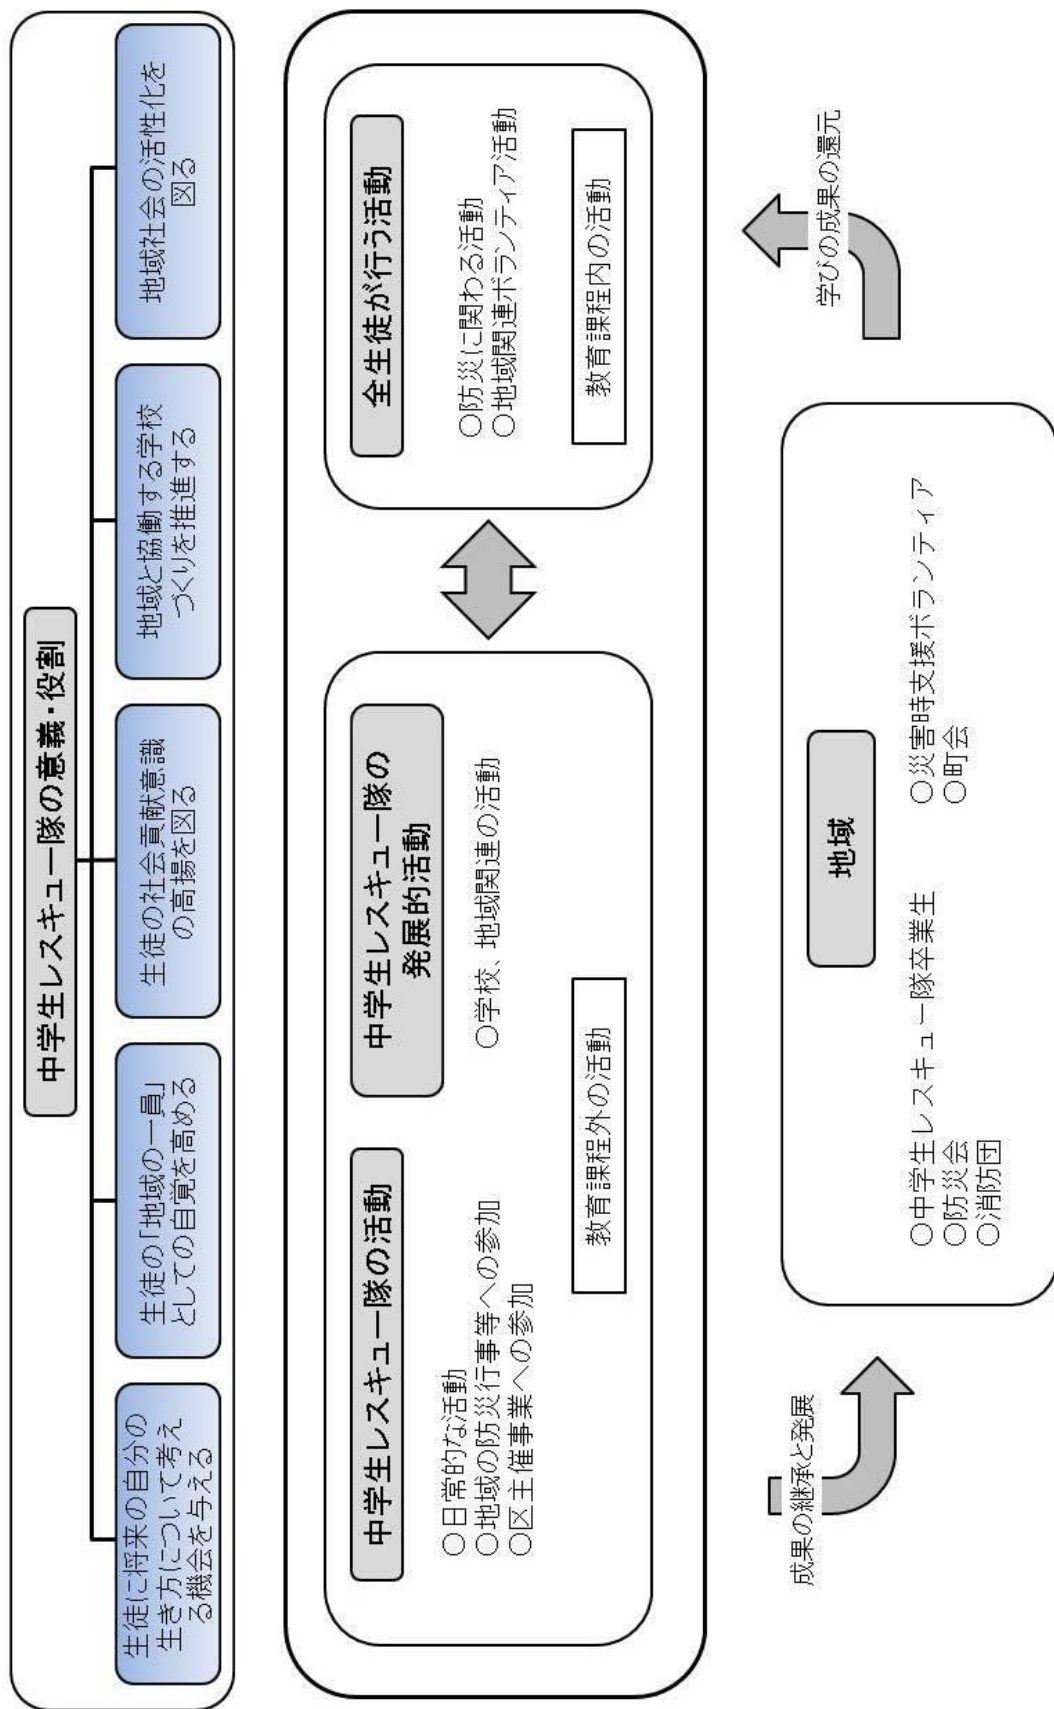 中学生レスキュー隊の意義・役割
生徒に将来の自分の
生き方について考え
る機会を与える
生徒の「地域の一員」
としての自覚を高める
生徒の社会貢献意識
の高揚を図る
地域と協働する学校
づくりを推進する
地域社会の活性化を
図る
中学生レスキュー隊の活動
○日常的な活動
○地域の防災行事等への参加
○区主催事業への参加
中学生レスキュー隊の
発展的活動
○学校、地域関連の活動
教育課程外の活動
全生徒が行う活動
○防災に関わる活動
○地域関連ボランティア活動
教育課程内の活動
成果の継承と発展
地域
○中学生レスキュー隊卒業生
○防災会
○消防団
○災害時支援ボランティア
○町会
学びの成果の還元